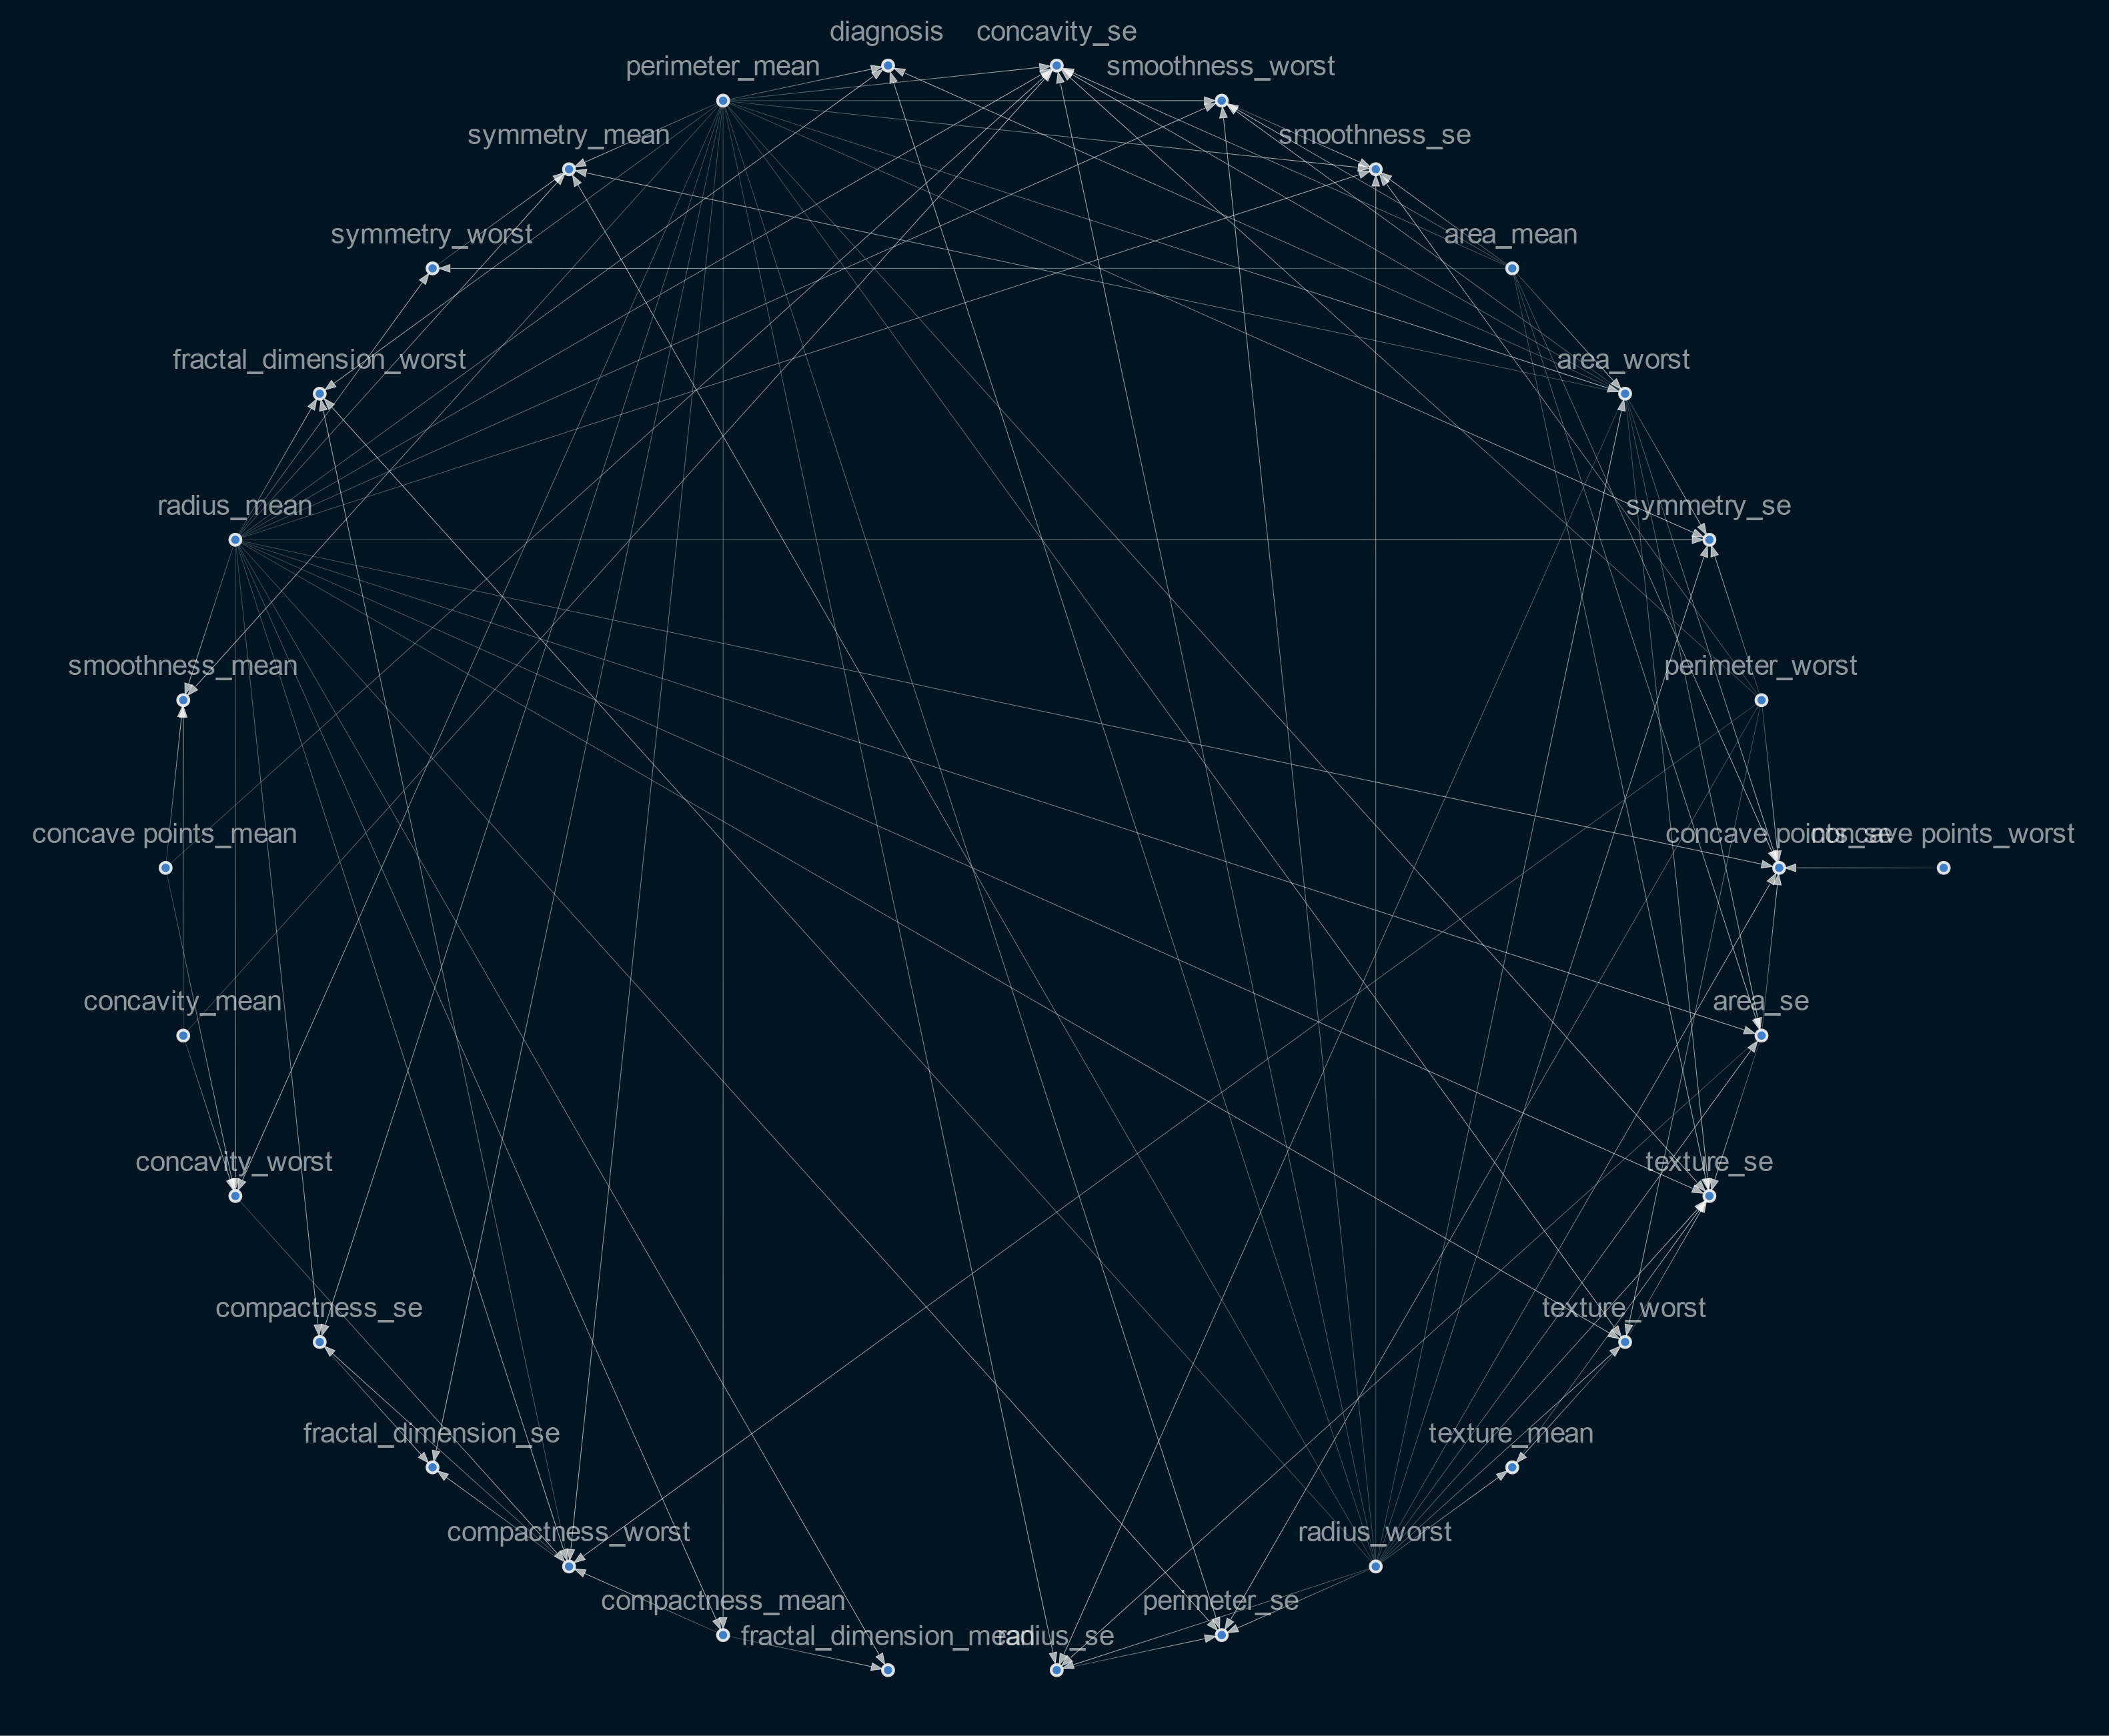 diagnosis
concavity_se
perimeter_mean
smoothness_worst
symmetry_mean
smoothness_se
symmetry_worst
area_mean
fractal_dimension_worst
area_worst
radius_mean
symmetry_se
smoothness_mean
perimeter_worst
concave points_mean
concave points_se
concave points_worst
concavity_mean
area_se
concavity_worst
texture_se
compactness_se
texture_worst
fractal_dimension_se
texture_mean
compactness_worst
radius_worst
compactness_mean
perimeter_se
fractal_dimension_mean
radius_se